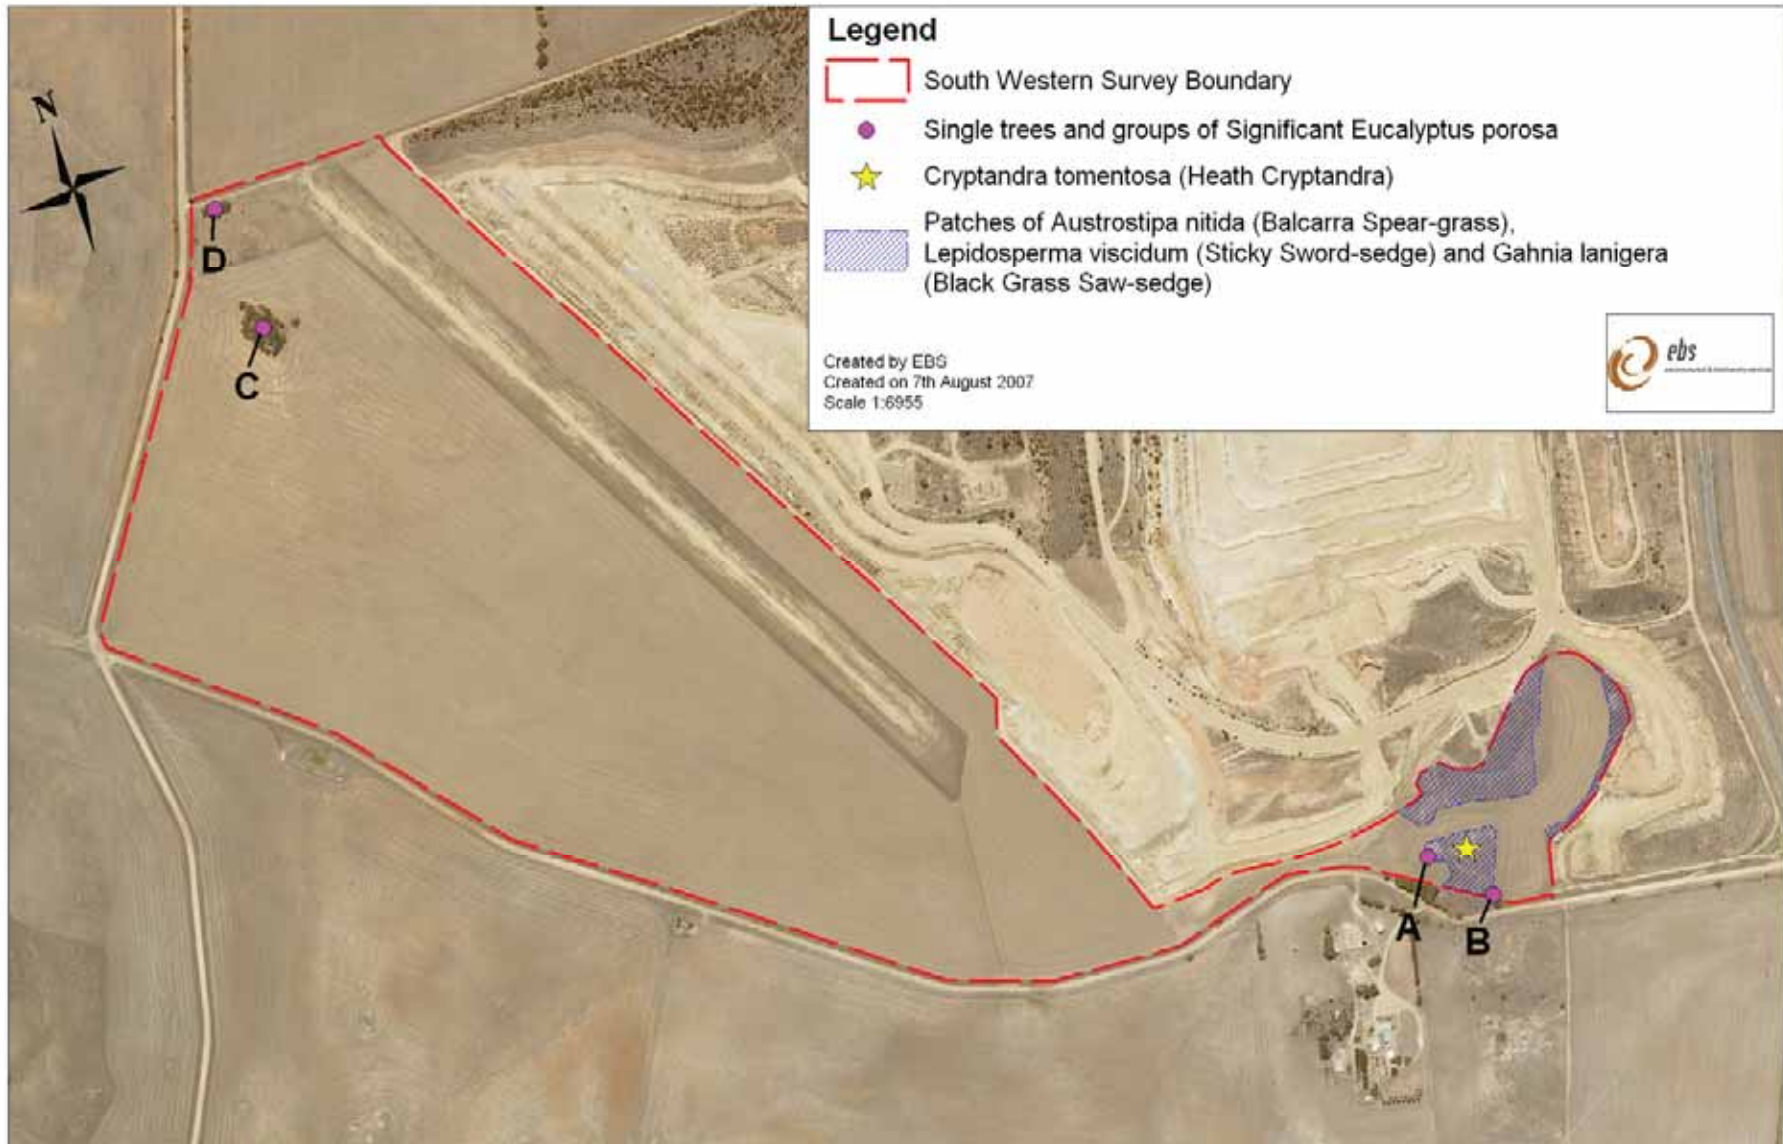 Legend
South Western Survey Boundary
Single trees and groups of Significant Eucalyptus porosa
Cryptandra tomentosa (Heath Cryptandra)
Patches of Austrostipa nitida (Balcarra Spear-grass),
Lepidosperma viscidum (Sticky Sword-sedge) and Gahnia lanigera
(Black Grass Saw-sedge)
Created by EBS
Created on 7th August 2007
Scale 1:6955
ebs
N
D
C
A
B